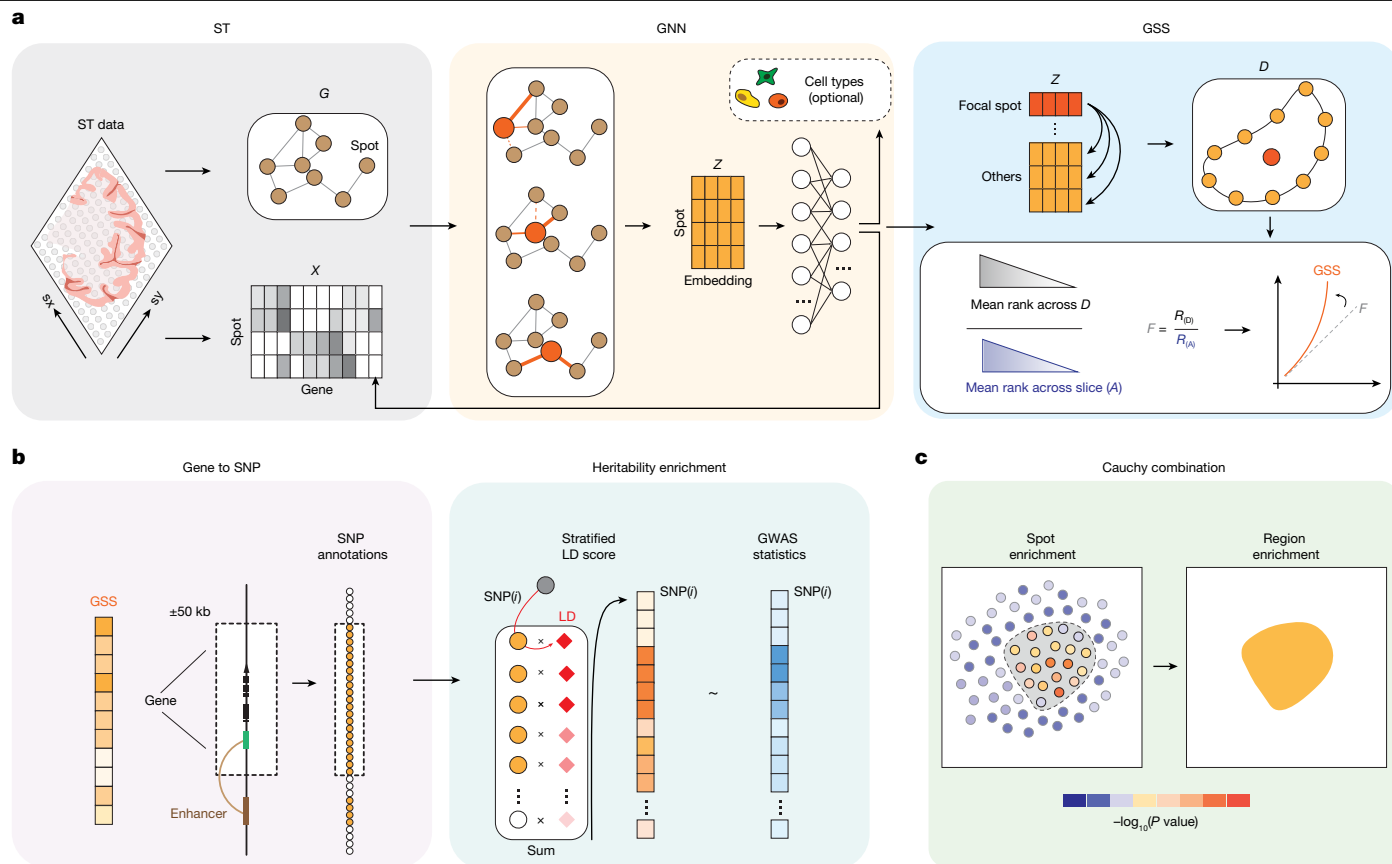 a
ST
GNN
GSS
ST data
sx
sy
G
Spot
X
Spot
Gene
Cell types
(optional)
Z
Spot
Embedding
Z
Focal spot
Others
D
Mean rank across D
Mean rank across slice (A)
F = R(D)
R(A)
GSS
F
b
Gene to SNP
Heritability enrichment
GSS
±50 kb
Gene
Enhancer
SNP
annotations
Stratified
LD score
GWAS
statistics
SNP(i)
LD
SNP(i)
SNP(i)
×
×
×
×
×
×
Sum
~
c
Cauchy combination
Spot
enrichment
Region
enrichment
–log10(P value)